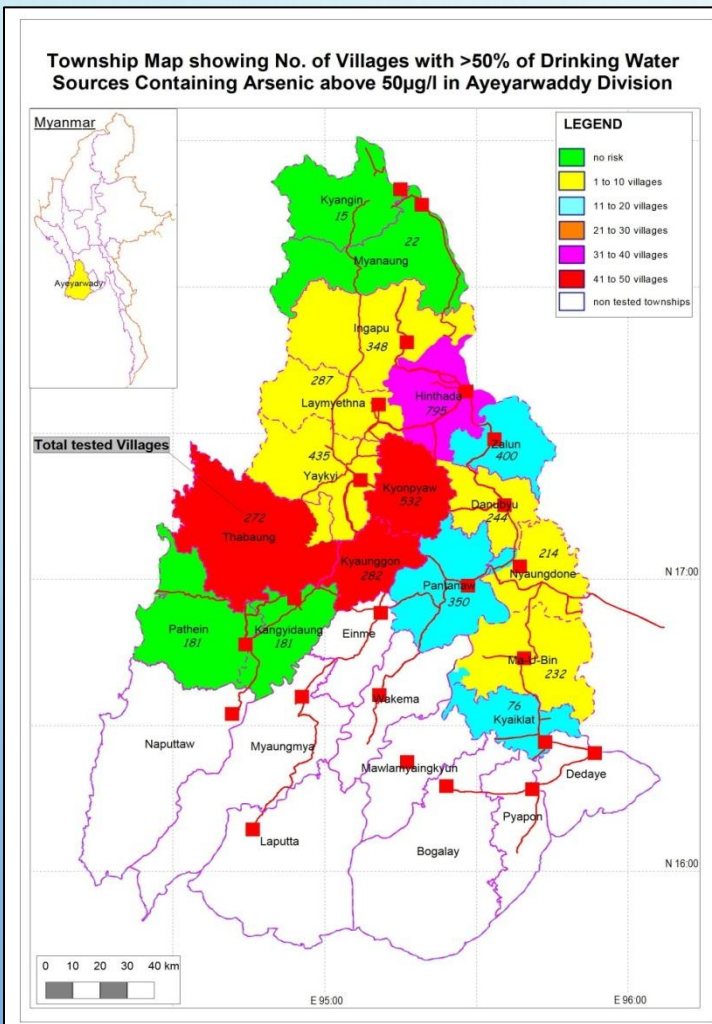 Township Map showing No. of Villages with >50% of Drinking Water
Sources Containing Arsenic above 50µg/l in Ayeyarwaddy Division
Myanmar
Ayeyarwady
LEGEND
no risk
1 to 10 villages
11 to 20 villages
21 to 30 villages
31 to 40 villages
41 to 50 villages
non tested townships
Kyangin
15
22
Myanaung
Ingapu
348
287
Laymyethna
Hinthada
795
Zalun
400
Total tested Villages
435
Yaykyi
Kyonpyaw
532
Danubyu
244
272
Thabaung
214
Nyaungdone
Kyaunggon
282
Pantanaw
350
N 17:00
Pathein
181
Kangyidaung
181
Einme
Ma-U-Bin
232
Wakema
76
Kyaiklat
Naputtaw
Myaungmya
Mawlamyaingkyun
Dedaye
Pyapon
Laputta
Bogalay
N 16:00
0 10 20 30 40 km
E 95:00
E 96:00